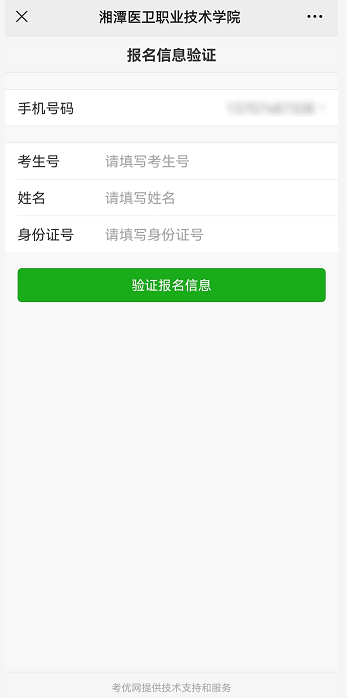 湘潭医卫职业技术学院
报名信息验证
手机号码
考生号 请填写考生号
姓名 请填写姓名
身份证号 请填写身份证号
验证报名信息
考优网提供技术支持和服务